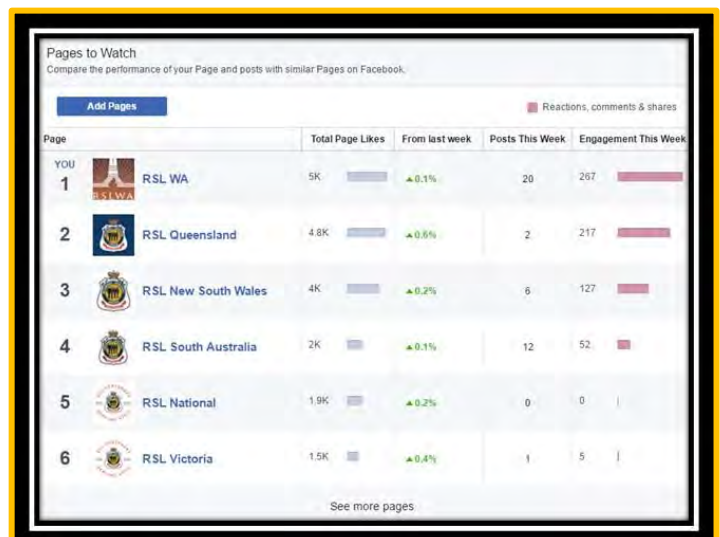 Pages to Watch
Compare the performance of your Page and posts with similar Pages on Facebook.
Add Pages
Reactions, comments & shares
Page Total Page Likes From last week Posts This Week Engagement This Week
YOU
1 RSLWA RSL WA 5K ▲0.1% 20 267
2 RSL Queensland 4.8K ▲0.6% 2 217
3 RSL New South Wales 4K ▲0.2% 6 127
4 RSL South Australia 2K ▲0.1% 12 52
5 RSL National 1.9K ▲0.2% 0 0
6 RSL Victoria 1.5K ▲0.4% 1 5
See more pages